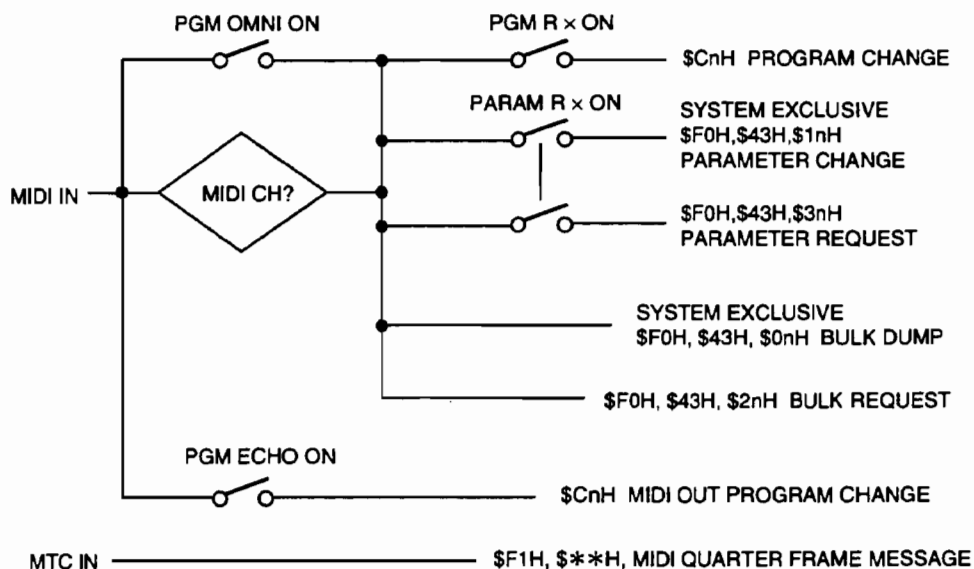 PGM OMNI ON
PGM R × ON
$CnH PROGRAM CHANGE
PARAM R × ON
SYSTEM EXCLUSIVE
$F0H,$43H,$1nH
PARAMETER CHANGE
MIDI IN
MIDI CH?
$F0H,$43H,$3nH
PARAMETER REQUEST
SYSTEM EXCLUSIVE
$F0H, $43H, $0nH BULK DUMP
$F0H, $43H, $2nH BULK REQUEST
PGM ECHO ON
$CnH MIDI OUT PROGRAM CHANGE
MTC IN
$F1H, $**H, MIDI QUARTER FRAME MESSAGE